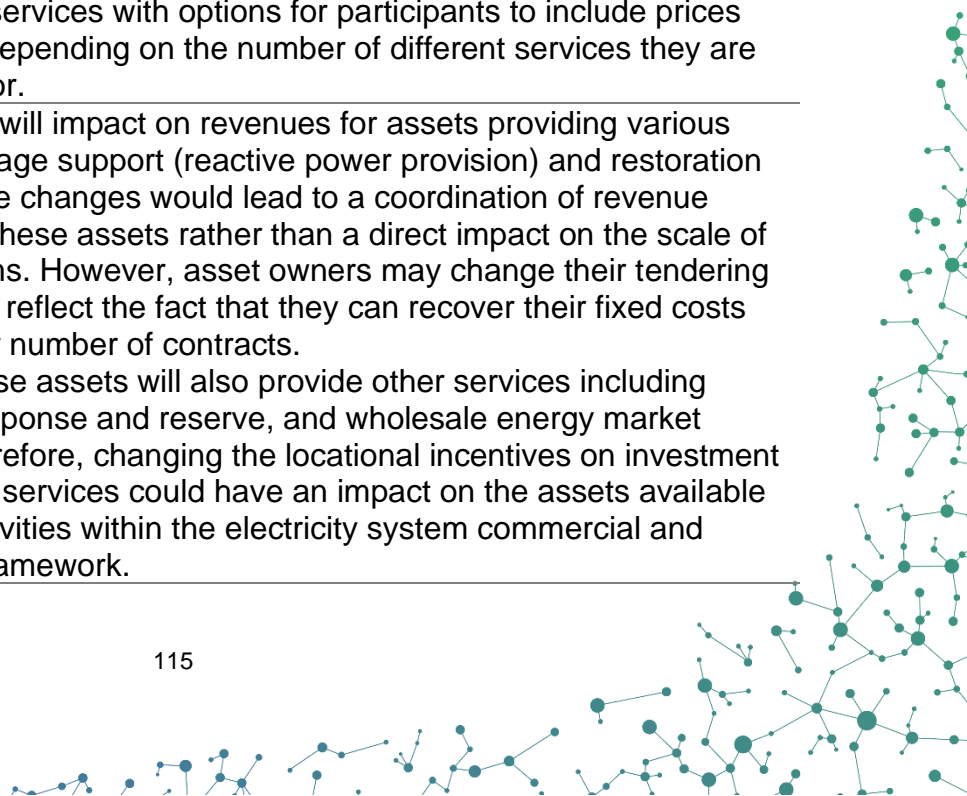 services with options for participants to include prices
epending on the number of different services they are
or.
will impact on revenues for assets providing various
age support (reactive power provision) and restoration
e changes would lead to a coordination of revenue
hese assets rather than a direct impact on the scale of
ns. However, asset owners may change their tendering
reflect the fact that they can recover their fixed costs
r number of contracts.
se assets will also provide other services including
ponse and reserve, and wholesale energy market
refore, changing the locational incentives on investment
services could have an impact on the assets available
vities within the electricity system commercial and
amework.
115